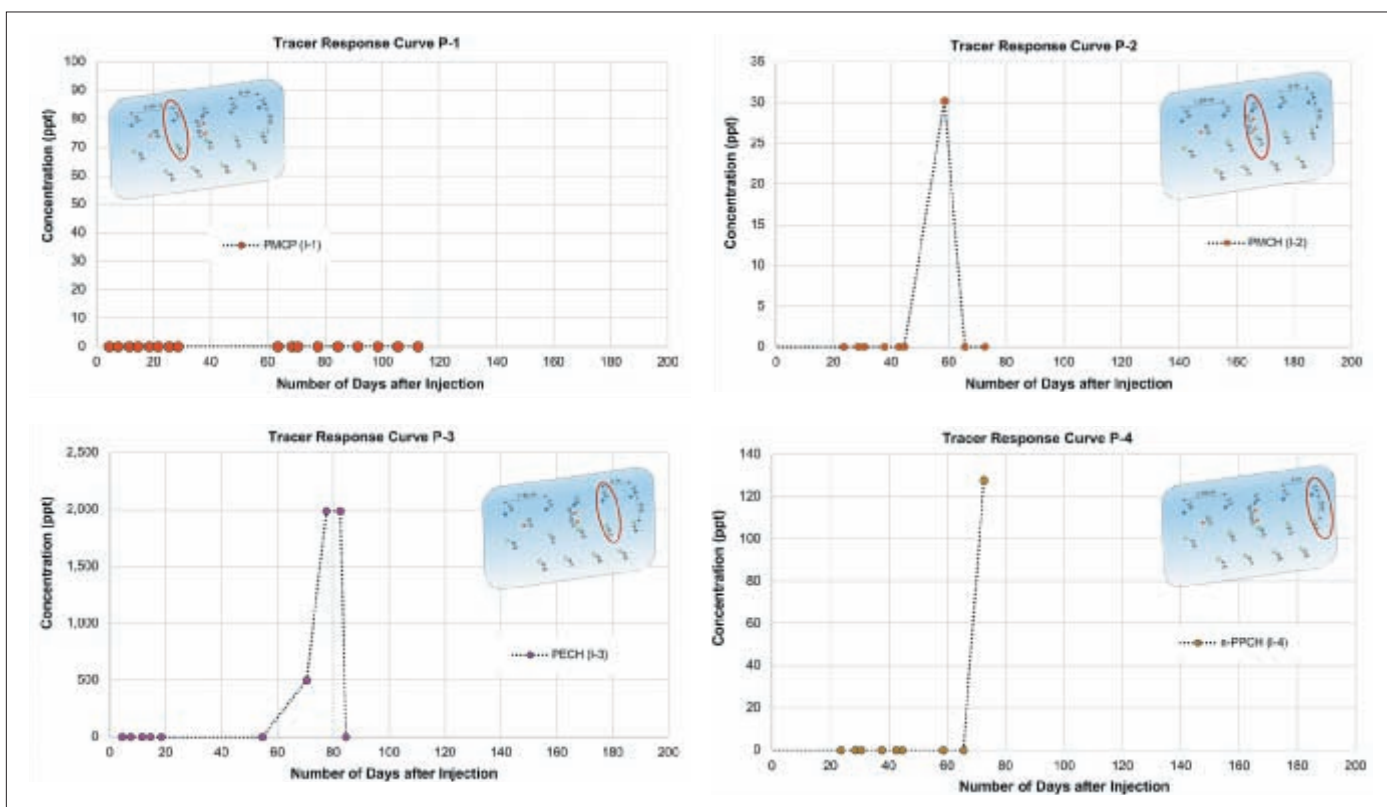 Tracer Response Curve P-1
Concentration (ppt)
100
90
80
70
60
50
40
30
20
10
0
0 20 40 60 80 100 120 140 160 180 200
Number of Days after Injection
PMCP (I-1)
Tracer Response Curve P-2
Concentration (ppt)
35
30
25
20
15
10
5
0
0 20 40 60 80 100 120 140 160 180 200
Number of Days after Injection
PMCH (I-2)
Tracer Response Curve P-3
Concentration (ppt)
2,500
2,000
1,500
1,000
500
0
0 20 40 60 80 100 120 140 160 180 200
Number of Days after Injection
PECH (I-3)
Tracer Response Curve P-4
Concentration (ppt)
140
120
100
80
60
40
20
0
0 20 40 60 80 100 120 140 160 180 200
Number of Days after Injection
n-PPCH (I-4)